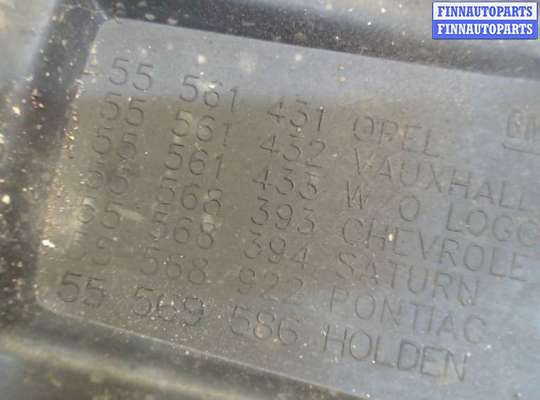 FINNAUTOPARTS
FINNAUTOPARTS
55 561 431 OPEL GM
55 561 432 VAUXHALL
55 561 433 W O LOGO
55 568 393 CHEVROLE
55 568 394 SATURN
55 568 922 PONTIAC
55 569 586 HOLDEN